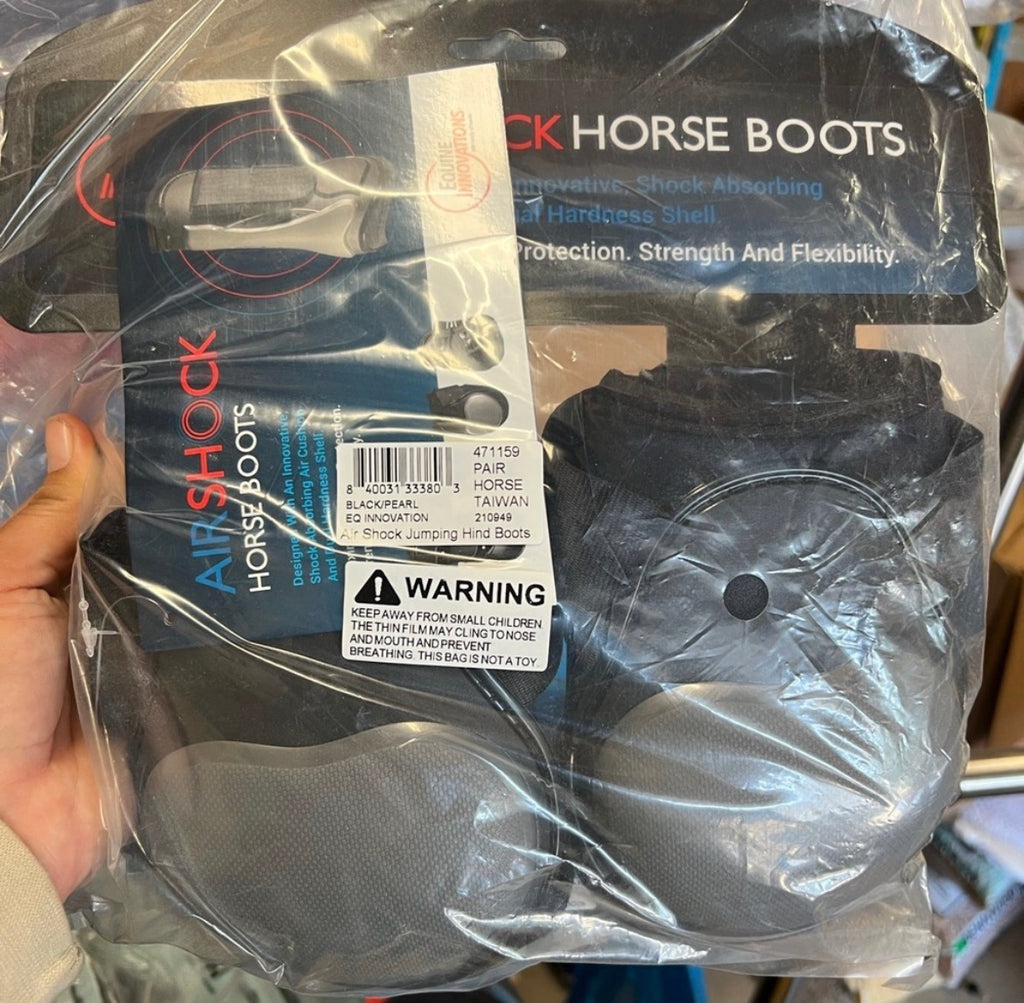 CK HORSE BOOTS
nnovative, Shock Absorbing
ial Hardness Shell
Protection. Strength And Flexibility.
EQUINE
INNOVATIONS
AIRSHOCK
HORSE BOOTS
Designed With An Innovative,
Shock Absorbing Air Cushion
And Hardness Shell
ection.
8 40031 33380 3
BLACK/PEARL
EQ INNOVATION
471159
PAIR
HORSE
TAIWAN
210949
Air Shock Jumping Hind Boots
WARNING
KEEP AWAY FROM SMALL CHILDREN.
THE THIN FILM MAY CLING TO NOSE
AND MOUTH AND PREVENT
BREATHING. THIS BAG IS NOT A TOY.